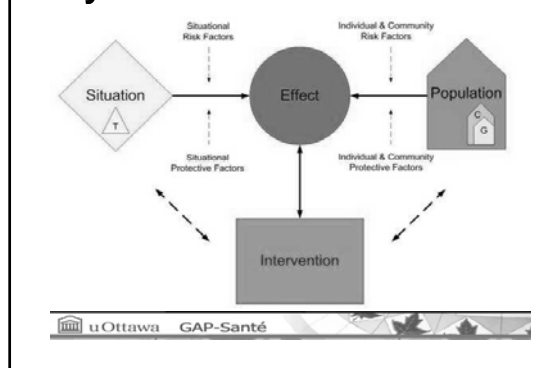 Situational
Risk Factors
Individual & Community
Risk Factors
Situation
T
Effect
Population
C
G
Situational
Protective Factors
Individual & Community
Protective Factors
Intervention
uOttawa GAP-Santé